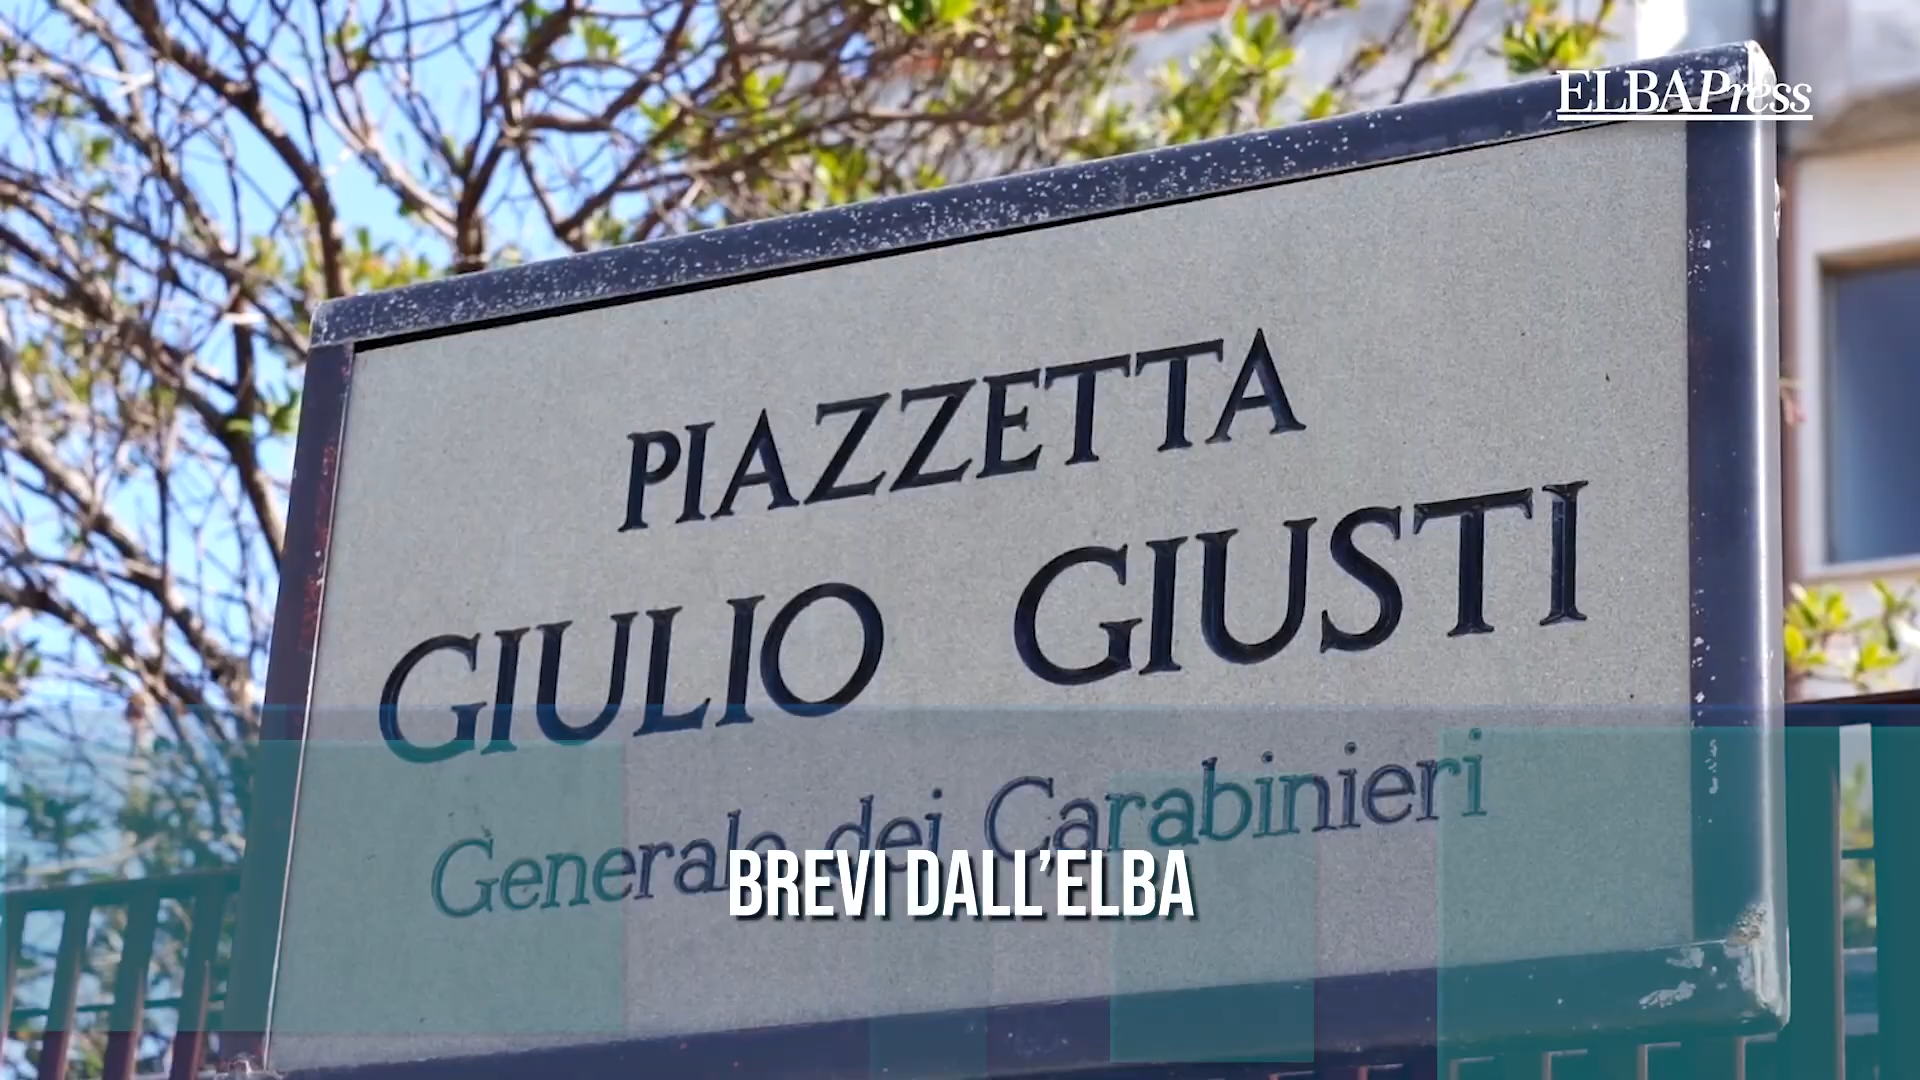 ELBAPress
PIAZZETTA
GIULIO GIUSTI
Generale dei Carabinieri
BREVI DALL'ELBA